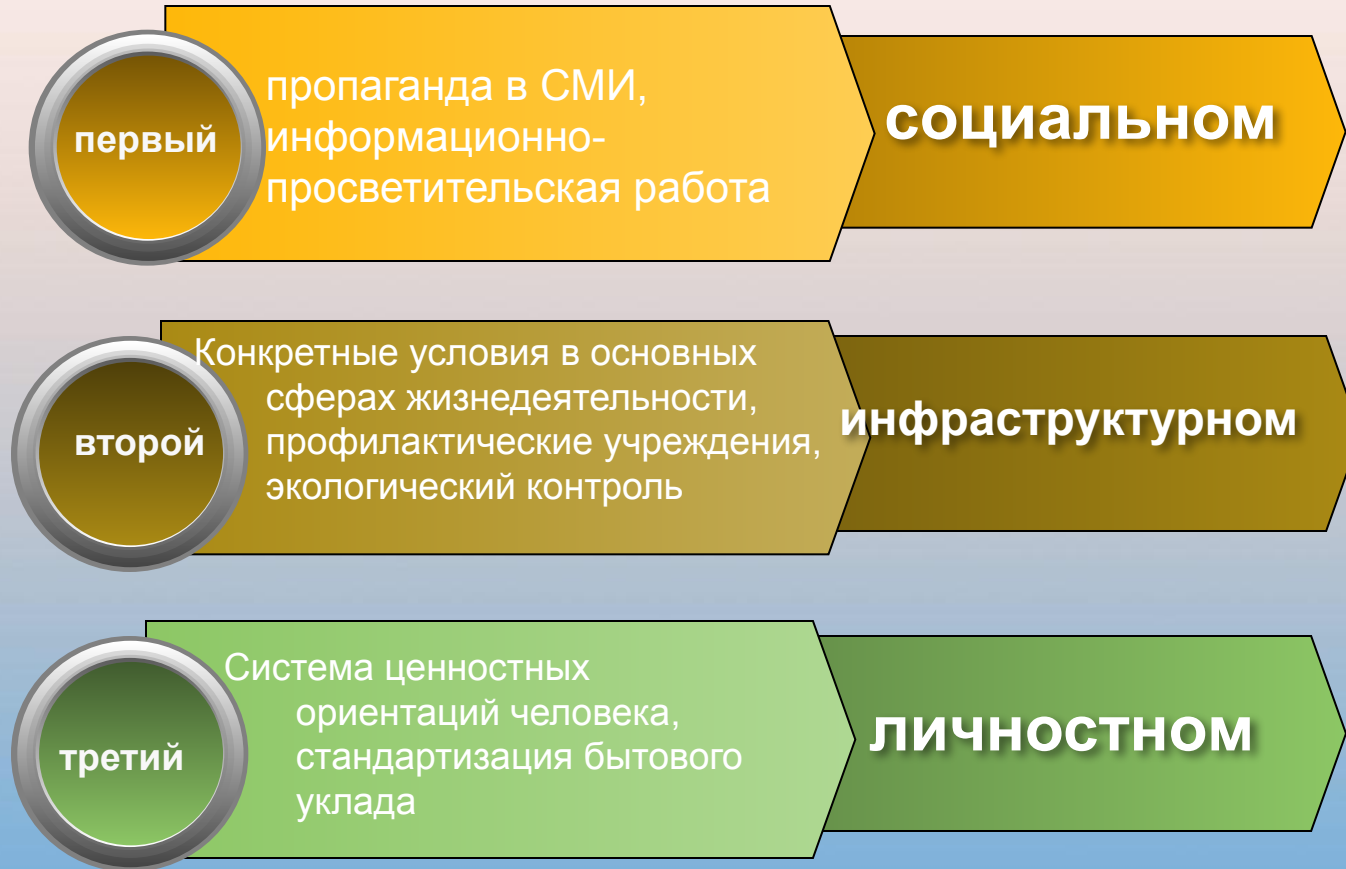 первый
пропаганда в СМИ,
информационно-
просветительская работа
социальном
второй
Конкретные условия в основных
сферах жизнедеятельности,
профилактические учреждения,
экологический контроль
инфраструктурном
третий
Система ценностных
ориентаций человека,
стандартизация бытового
уклада
личностном